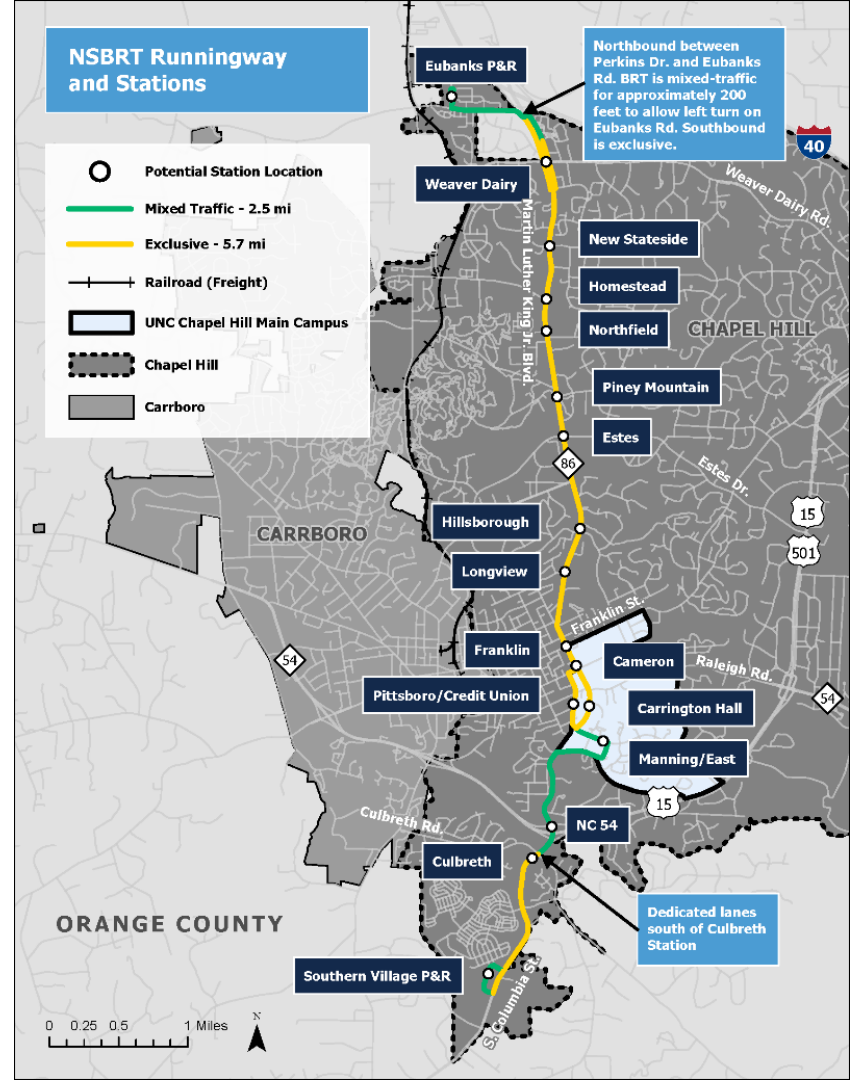 NSBRT Runningway
and Stations
Potential Station Location
Mixed Traffic - 2.5 mi
Exclusive - 5.7 mi
Railroad (Freight)
UNC Chapel Hill Main Campus
Chapel Hill
Carrboro
Eubanks P&R
Northbound between
Perkins Dr. and Eubanks
Rd. BRT is mixed-traffic
for approximately 200
feet to allow left turn on
Eubanks Rd. Southbound
is exclusive.
40
Weaver Dairy
Weaver Dairy Rd.
Martin Luther King Jr. Blvd.
New Stateside
Homestead
Northfield
CHAPEL HILL
Piney Mountain
Estes
86
Estes Dr.
15
501
Hillsborough
CARRBORO
Longview
Franklin St.
54
Franklin
Cameron
Raleigh Rd.
Pittsboro/Credit Union
Carrington Hall
54
Manning/East
15
Culbreth Rd.
NC 54
Culbreth
ORANGE COUNTY
Dedicated lanes
south of Culbreth
Station
Southern Village P&R
S. Columbia St.
0 0.25 0.5 1 Miles
N